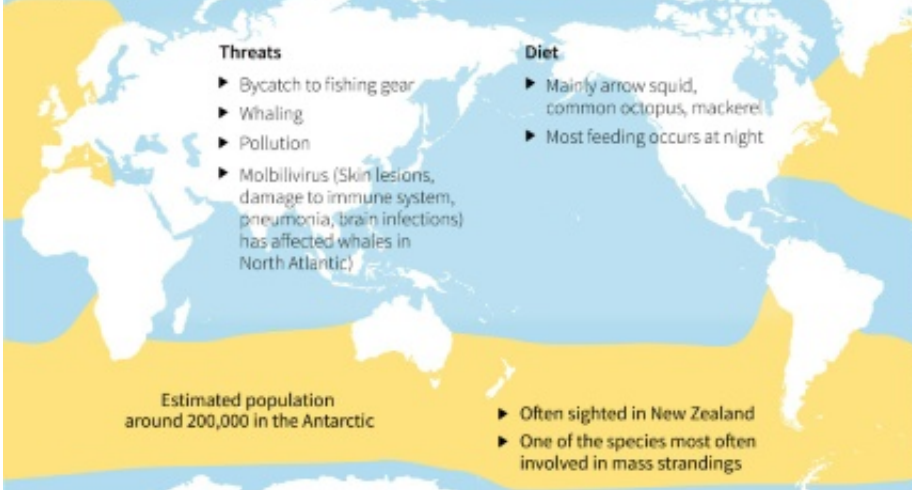 Threats
▶ Bycatch to fishing gear
▶ Whaling
▶ Pollution
▶ Molbilivirus (Skin lesions,
damage to immune system,
pneumonia, brain infections)
has affected whales in
North Atlantic)
Diet
▶ Mainly arrow squid,
common octopus, mackerel
▶ Most feeding occurs at night
Estimated population
around 200,000 in the Antarctic
▶ Often sighted in New Zealand
▶ One of the species most often
involved in mass strandings